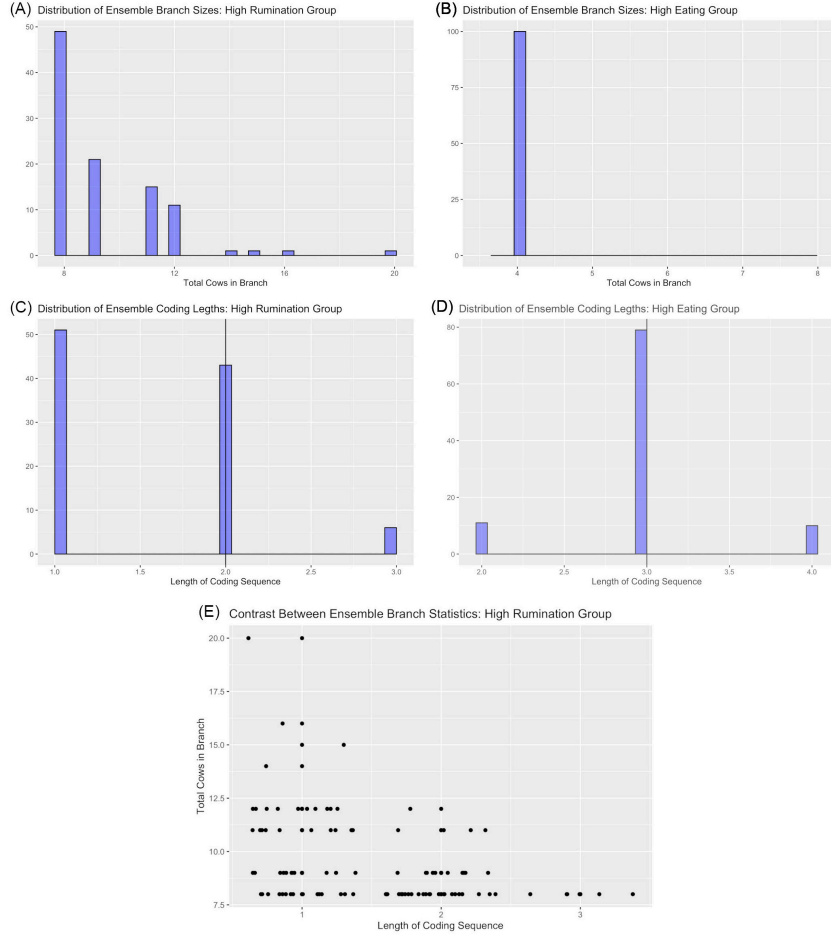 (A) Distribution of Ensemble Branch Sizes: High Rumination Group
50
40
30
20
10
0
8 12 16 20
Total Cows in Branch
(B) Distribution of Ensemble Branch Sizes: High Eating Group
100
75
50
25
0
4 5 6 7 8
Total Cows in Branch
(C) Distribution of Ensemble Coding Legths: High Rumination Group
50
40
30
20
10
0
1.0 1.5 2.0 2.5 3.0
Length of Coding Sequence
(D) Distribution of Ensemble Coding Legths: High Eating Group
80
60
40
20
0
2.0 2.5 3.0 3.5 4.0
Length of Coding Sequence
(E) Contrast Between Ensemble Branch Statistics: High Rumination Group
Total Cows in Branch
20.0
17.5
15.0
12.5
10.0
7.5
1 2 3
Length of Coding Sequence